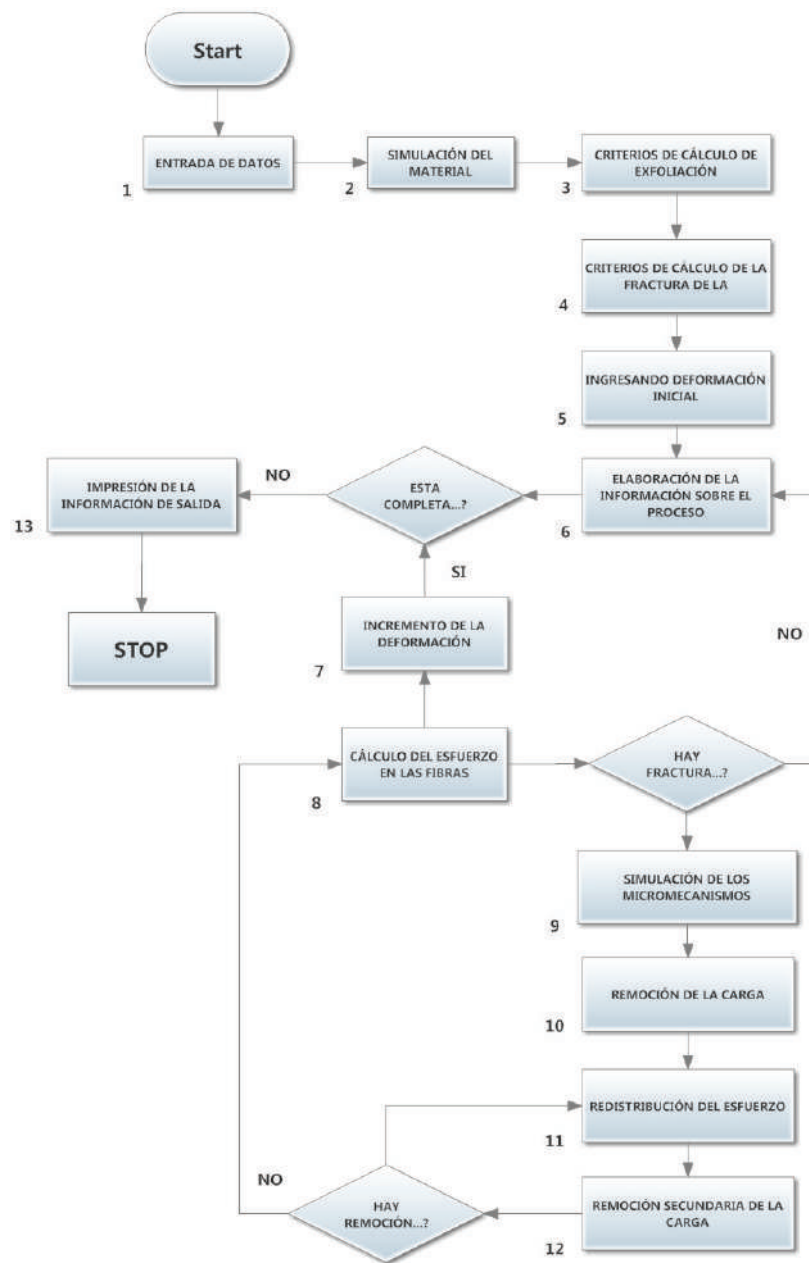 Start
ENTRADA DE DATOS
1
SIMULACIÓN DEL
MATERIAL
2
CRITERIOS DE CÁLCULO DE
EXFOLIACIÓN
3
CRITERIOS DE CÁLCULO DE LA
FRACTURA DE LA
4
INGRESANDO DEFORMACIÓN
INICIAL
5
ELABORACIÓN DE LA
INFORMACIÓN SOBRE EL
PROCESO
6
ESTA
COMPLETA...?
NO
IMPRESIÓN DE LA
INFORMACIÓN DE SALIDA
13
STOP
SI
INCREMENTO DE LA
DEFORMACIÓN
7
NO
CÁLCULO DEL ESFUERZO
EN LAS FIBRAS
8
HAY
FRACTURA...?
SIMULACIÓN DE LOS
MICROMECANISMOS
9
REMOCIÓN DE LA CARGA
10
REDISTRIBUCIÓN DEL ESFUERZO
11
REMOCIÓN SECUNDARIA DE LA
CARGA
12
HAY
REMOCIÓN...?
NO